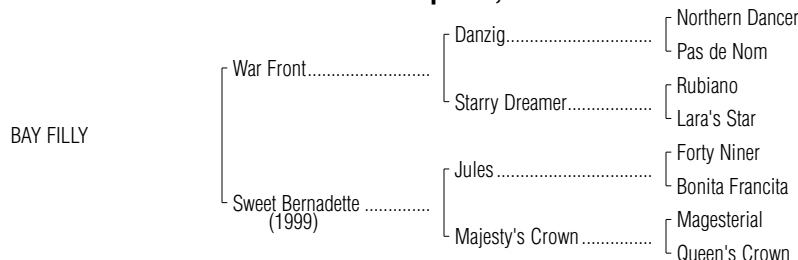 Northern Dancer
Danzig
Pas de Nom
War Front
Rubiano
Starry Dreamer
Lara's Star
BAY FILLY
Forty Niner
Jules
Bonita Francita
Sweet Bernadette
(1999)
Magesterial
Majesty's Crown
Queen's Crown